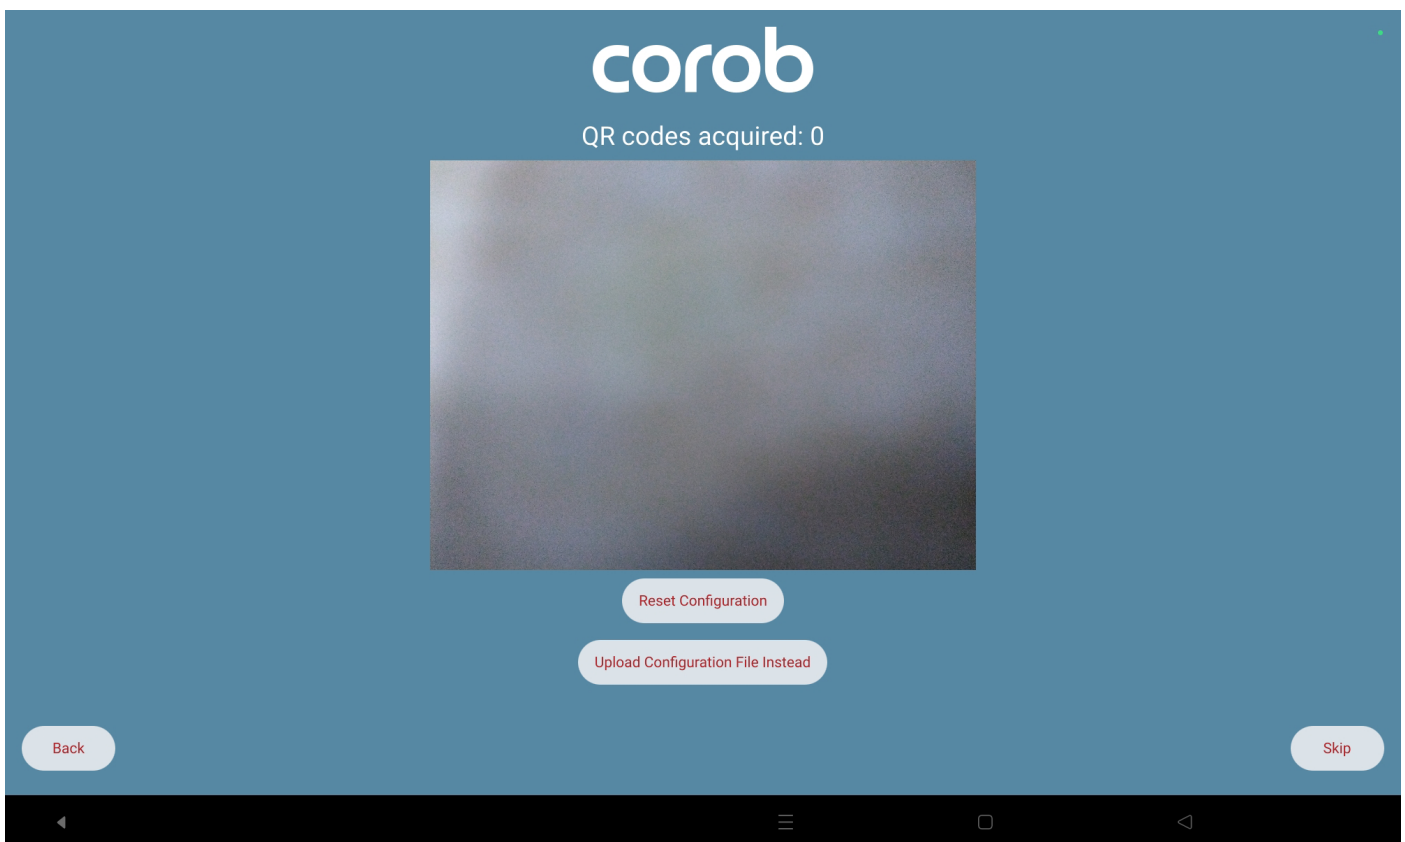 corob
QR codes acquired: 0
Reset Configuration
Upload Configuration File Instead
Back
Skip